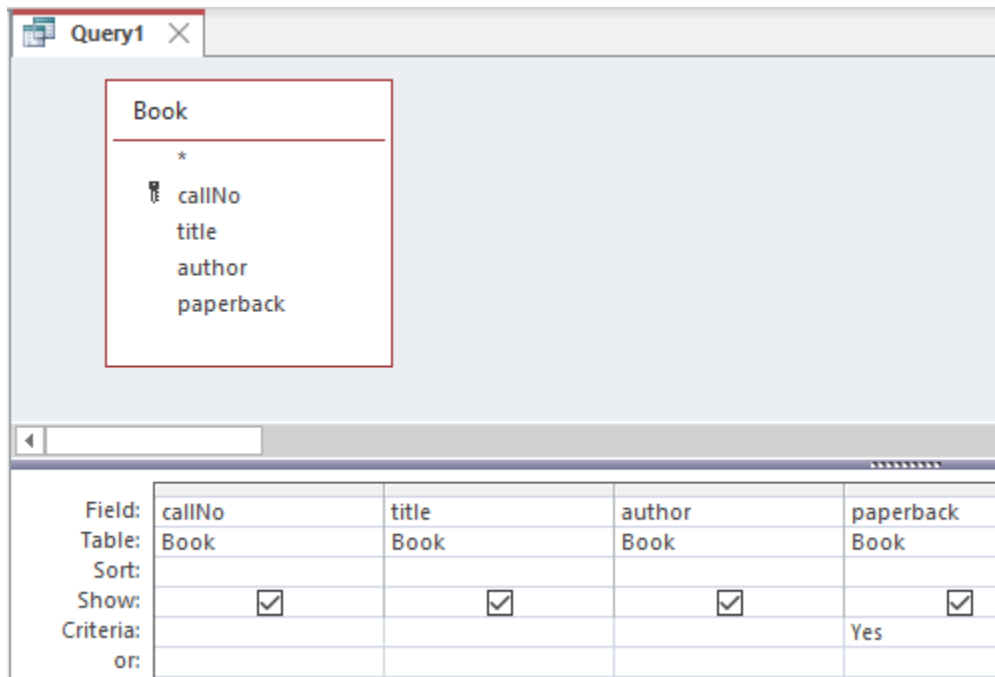 Query1
Book
*
callNo
title
author
paperback
Field: callNo title author paperback
Table: Book Book Book Book
Sort:
Show:
Criteria: Yes
or: